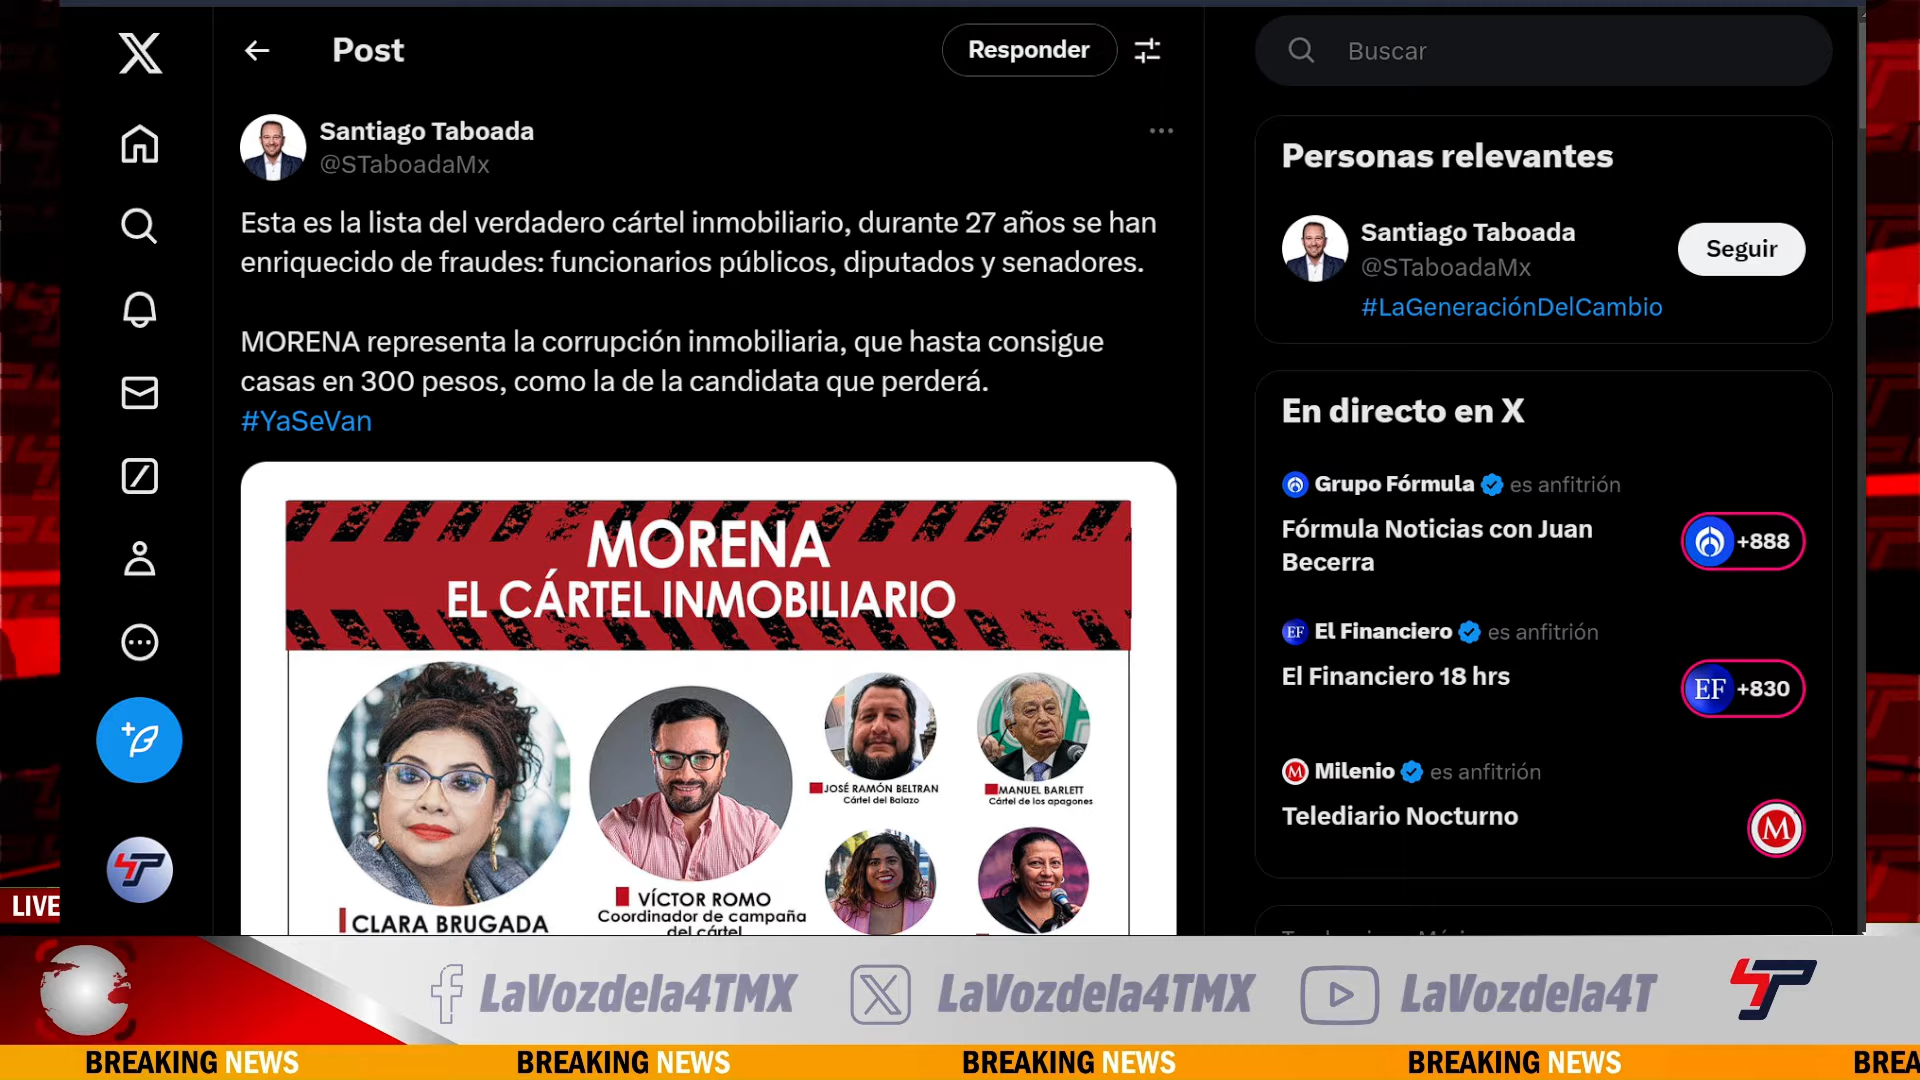 Post
Responder
Buscar
Santiago Taboada
@STaboadaMx
Esta es la lista del verdadero cártel inmobiliario, durante 27 años se han
enriquecido de fraudes: funcionarios públicos, diputados y senadores.
MORENA representa la corrupción inmobiliaria, que hasta consigue
casas en 300 pesos, como la de la candidata que perderá.
#YaSeVan
MORENA
EL CÁRTEL INMOBILIARIO
JOSÉ RAMÓN BELTRAN
Cártel del Balazo
MANUEL BARLETT
Cártel de los apagones
CLARA BRUGADA
VÍCTOR ROMO
Coordinador de campaña
del cártel
Personas relevantes
Santiago Taboada
@STaboadaMx
Seguir
#LaGeneraciónDelCambio
En directo en X
Grupo Fórmula es anfitrión
Fórmula Noticias con Juan
Becerra
+888
EF El Financiero es anfitrión
El Financiero 18 hrs
EF +830
M Milenio es anfitrión
Telediario Nocturno
M
LIVE
LaVozdela4TMX LaVozdela4TMX LaVozdela4T
BREAKING NEWS BREAKING NEWS BREAKING NEWS BREAKING NEWS BREA